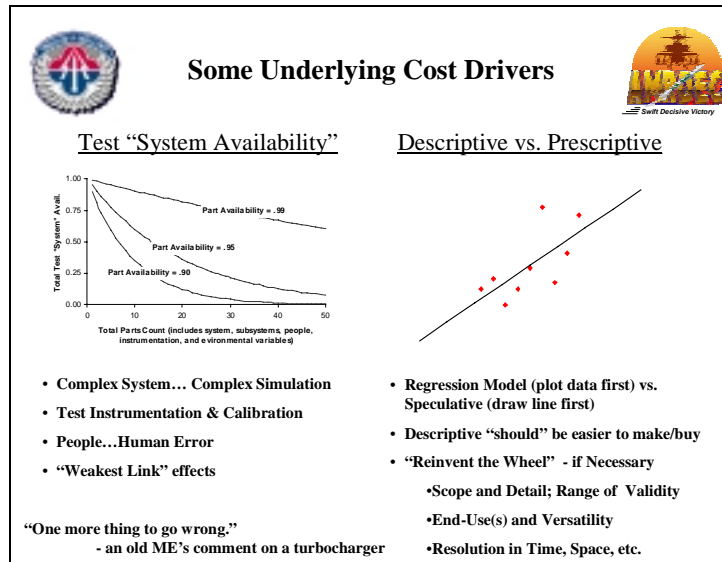 Some Underlying Cost Drivers
AMRDEC
Swift Decisive Victory
Test “System Availability”
Total Test "System" Avail.
1.00
0.75
0.50
0.25
0.00
Part Availability = .99
Part Availability = .95
Part Availability = .90
0
10
20
30
40
50
Total Parts Count (includes system, subsystems, people,
instrumentation, and evironmental variables)
• Complex System… Complex Simulation
• Test Instrumentation & Calibration
• People…Human Error
• “Weakest Link” effects
“One more thing to go wrong.”
- an old ME’s comment on a turbocharger
Descriptive vs. Prescriptive
• Regression Model (plot data first) vs.
Speculative (draw line first)
• Descriptive “should” be easier to make/buy
• “Reinvent the Wheel” - if Necessary
•Scope and Detail; Range of Validity
•End-Use(s) and Versatility
•Resolution in Time, Space, etc.